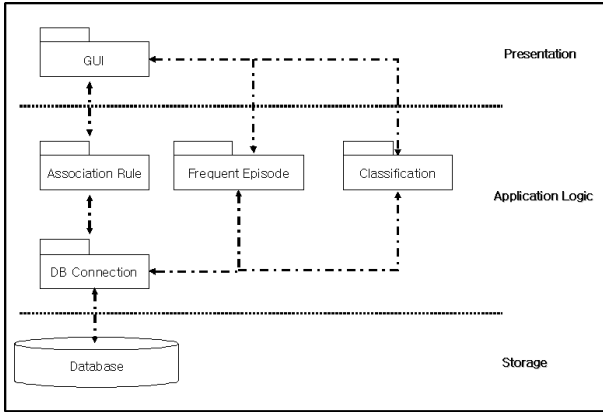 GUI
Presentation
Association Rule
Frequent Episode
Classification
Application Logic
DB Connection
Database
Storage